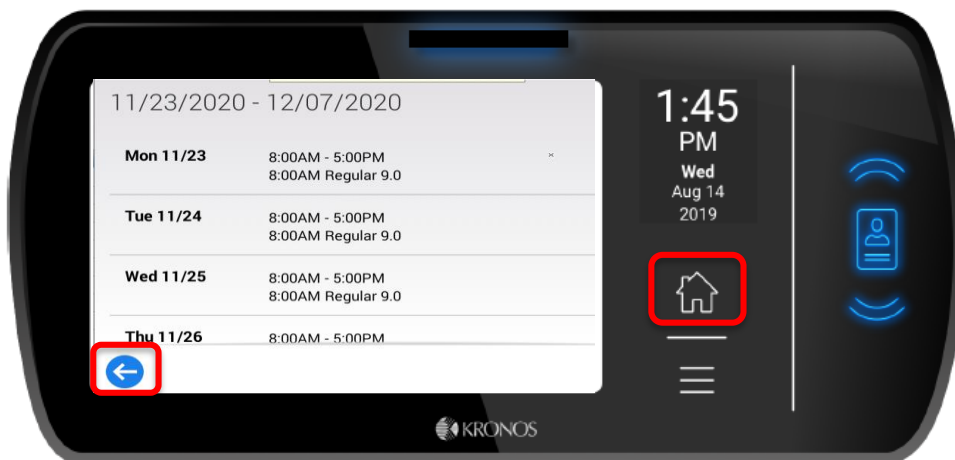 11/23/2020 - 12/07/2020
Mon 11/23
8:00AM - 5:00PM
8:00AM Regular 9.0
Tue 11/24
8:00AM - 5:00PM
8:00AM Regular 9.0
Wed 11/25
8:00AM - 5:00PM
8:00AM Regular 9.0
Thu 11/26
8:00AM - 5:00PM
1:45
PM
Wed
Aug 14
2019
KRONOS